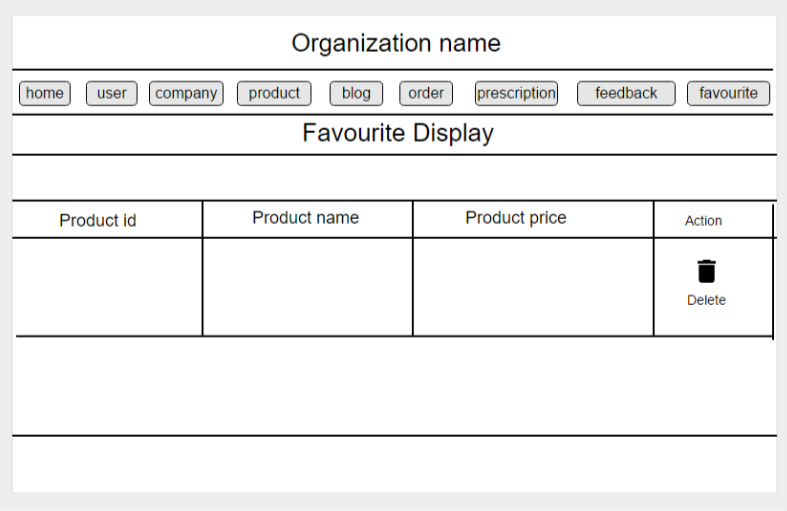 Organization name
home user company product blog order prescription feedback favourite
Favourite Display
Product id Product name Product price Action
Delete